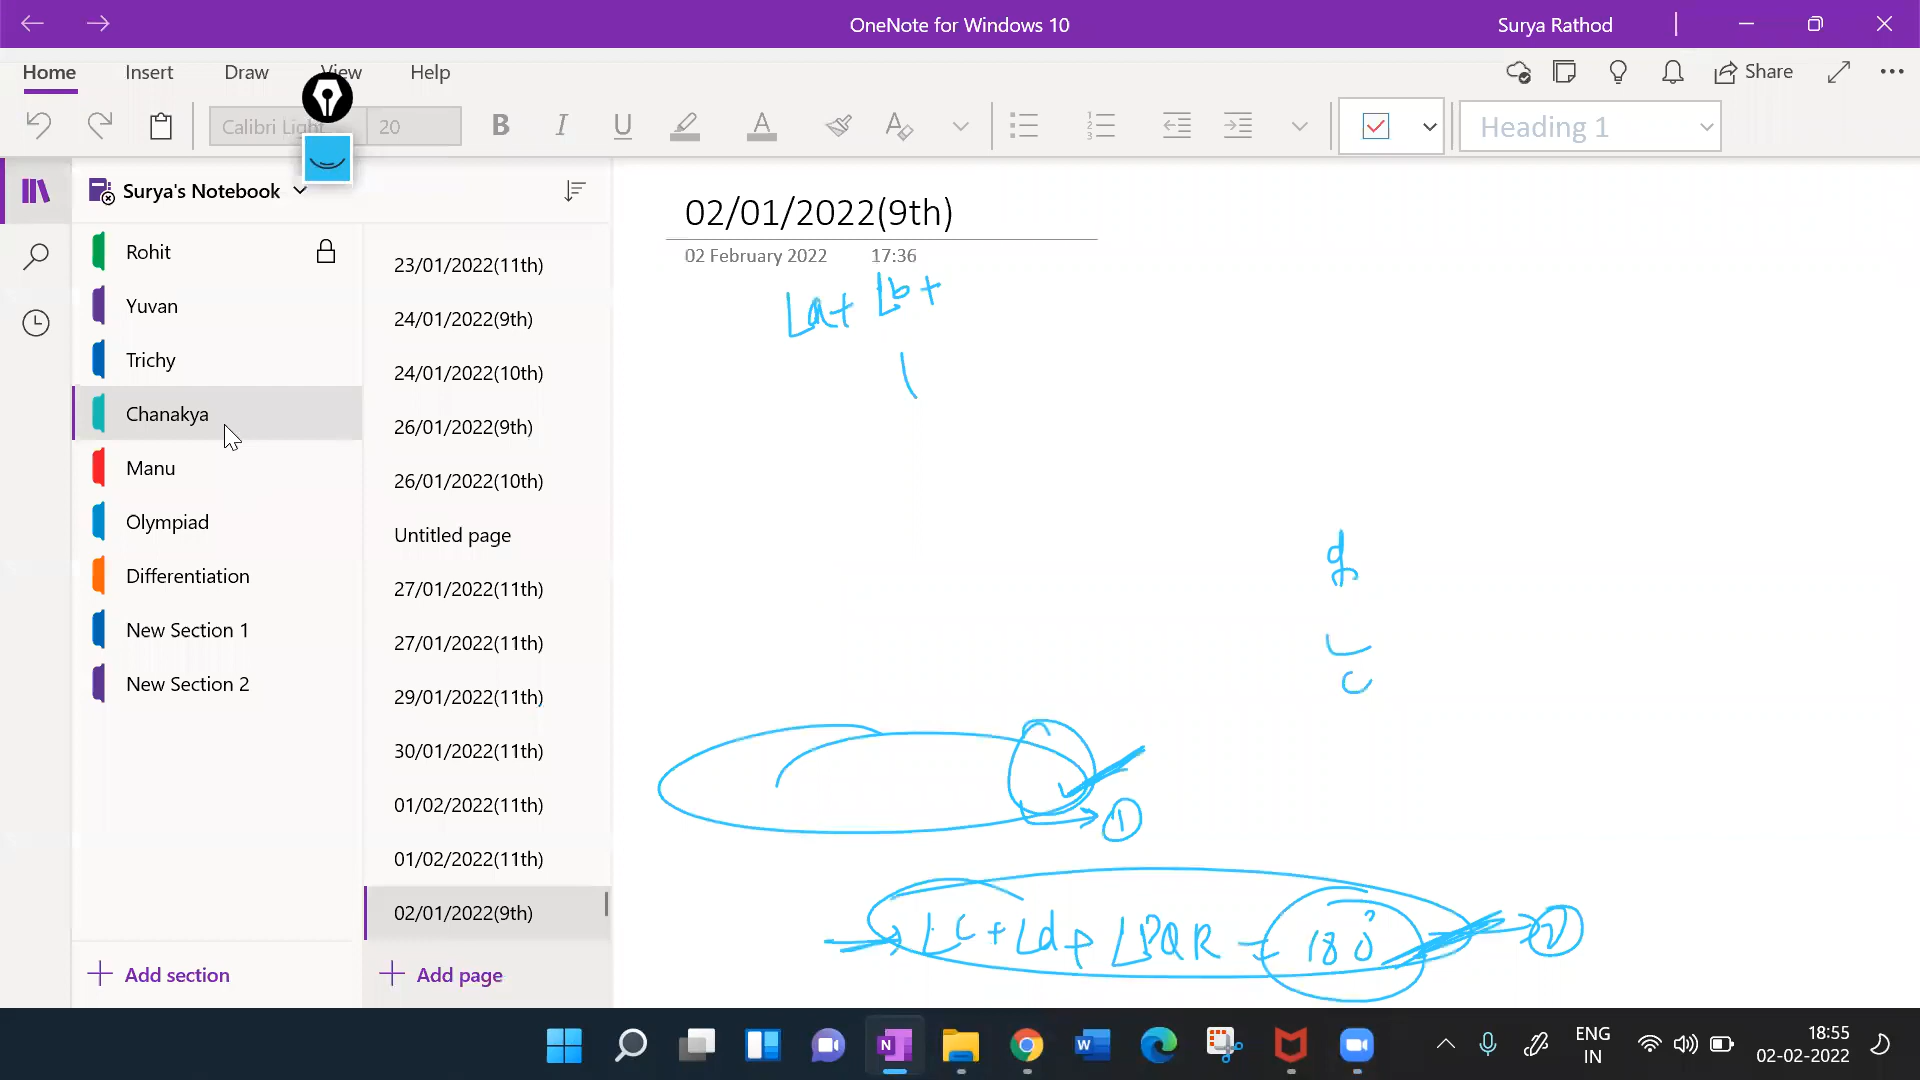 OneNote for Windows 10
Surya Rathod
Home Insert Draw View Help
Share
Calibri Light 20
B I U A A
Heading 1
Surya's Notebook
Rohit
Yuvan
Trichy
Chanakya
Manu
Olympiad
Differentiation
New Section 1
New Section 2
Add section
23/01/2022(11th)
24/01/2022(9th)
24/01/2022(10th)
26/01/2022(9th)
26/01/2022(10th)
Untitled page
27/01/2022(11th)
27/01/2022(11th)
29/01/2022(11th)
30/01/2022(11th)
01/02/2022(11th)
01/02/2022(11th)
02/01/2022(9th)
Add page
02/01/2022(9th)
02 February 2022 17:36
∠a+ ∠b+
①
∠c + ∠d + ∠PQR = 180° ②
ENG
IN
18:55
02-02-2022